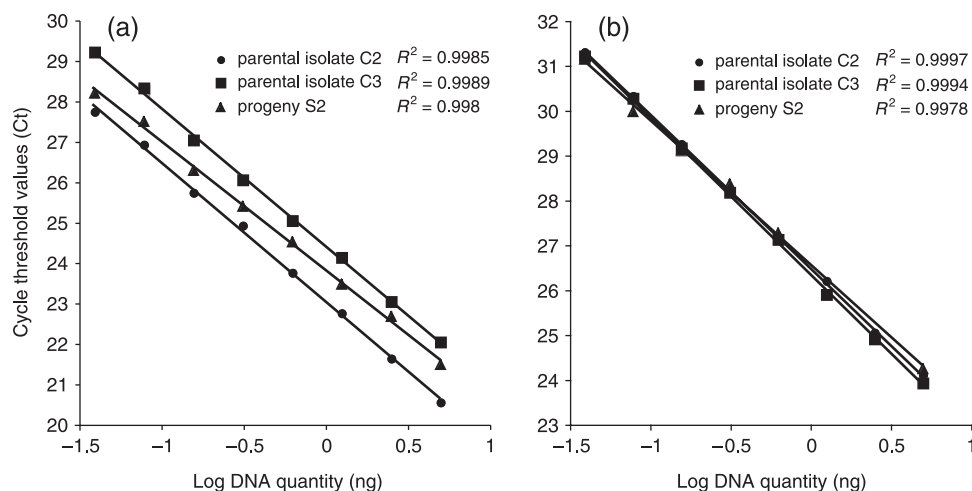 (a)
parental isolate C2 R² = 0.9985
parental isolate C3 R² = 0.9989
progeny S2 R² = 0.998
Cycle threshold values (Ct)
30
29
28
27
26
25
24
23
22
21
20
−1.5 −1 −0.5 0 0.5 1
Log DNA quantity (ng)
(b)
parental isolate C2 R² = 0.9997
parental isolate C3 R² = 0.9994
progeny S2 R² = 0.9978
32
31
30
29
28
27
26
25
24
23
−1.5 −1 −0.5 0 0.5 1
Log DNA quantity (ng)